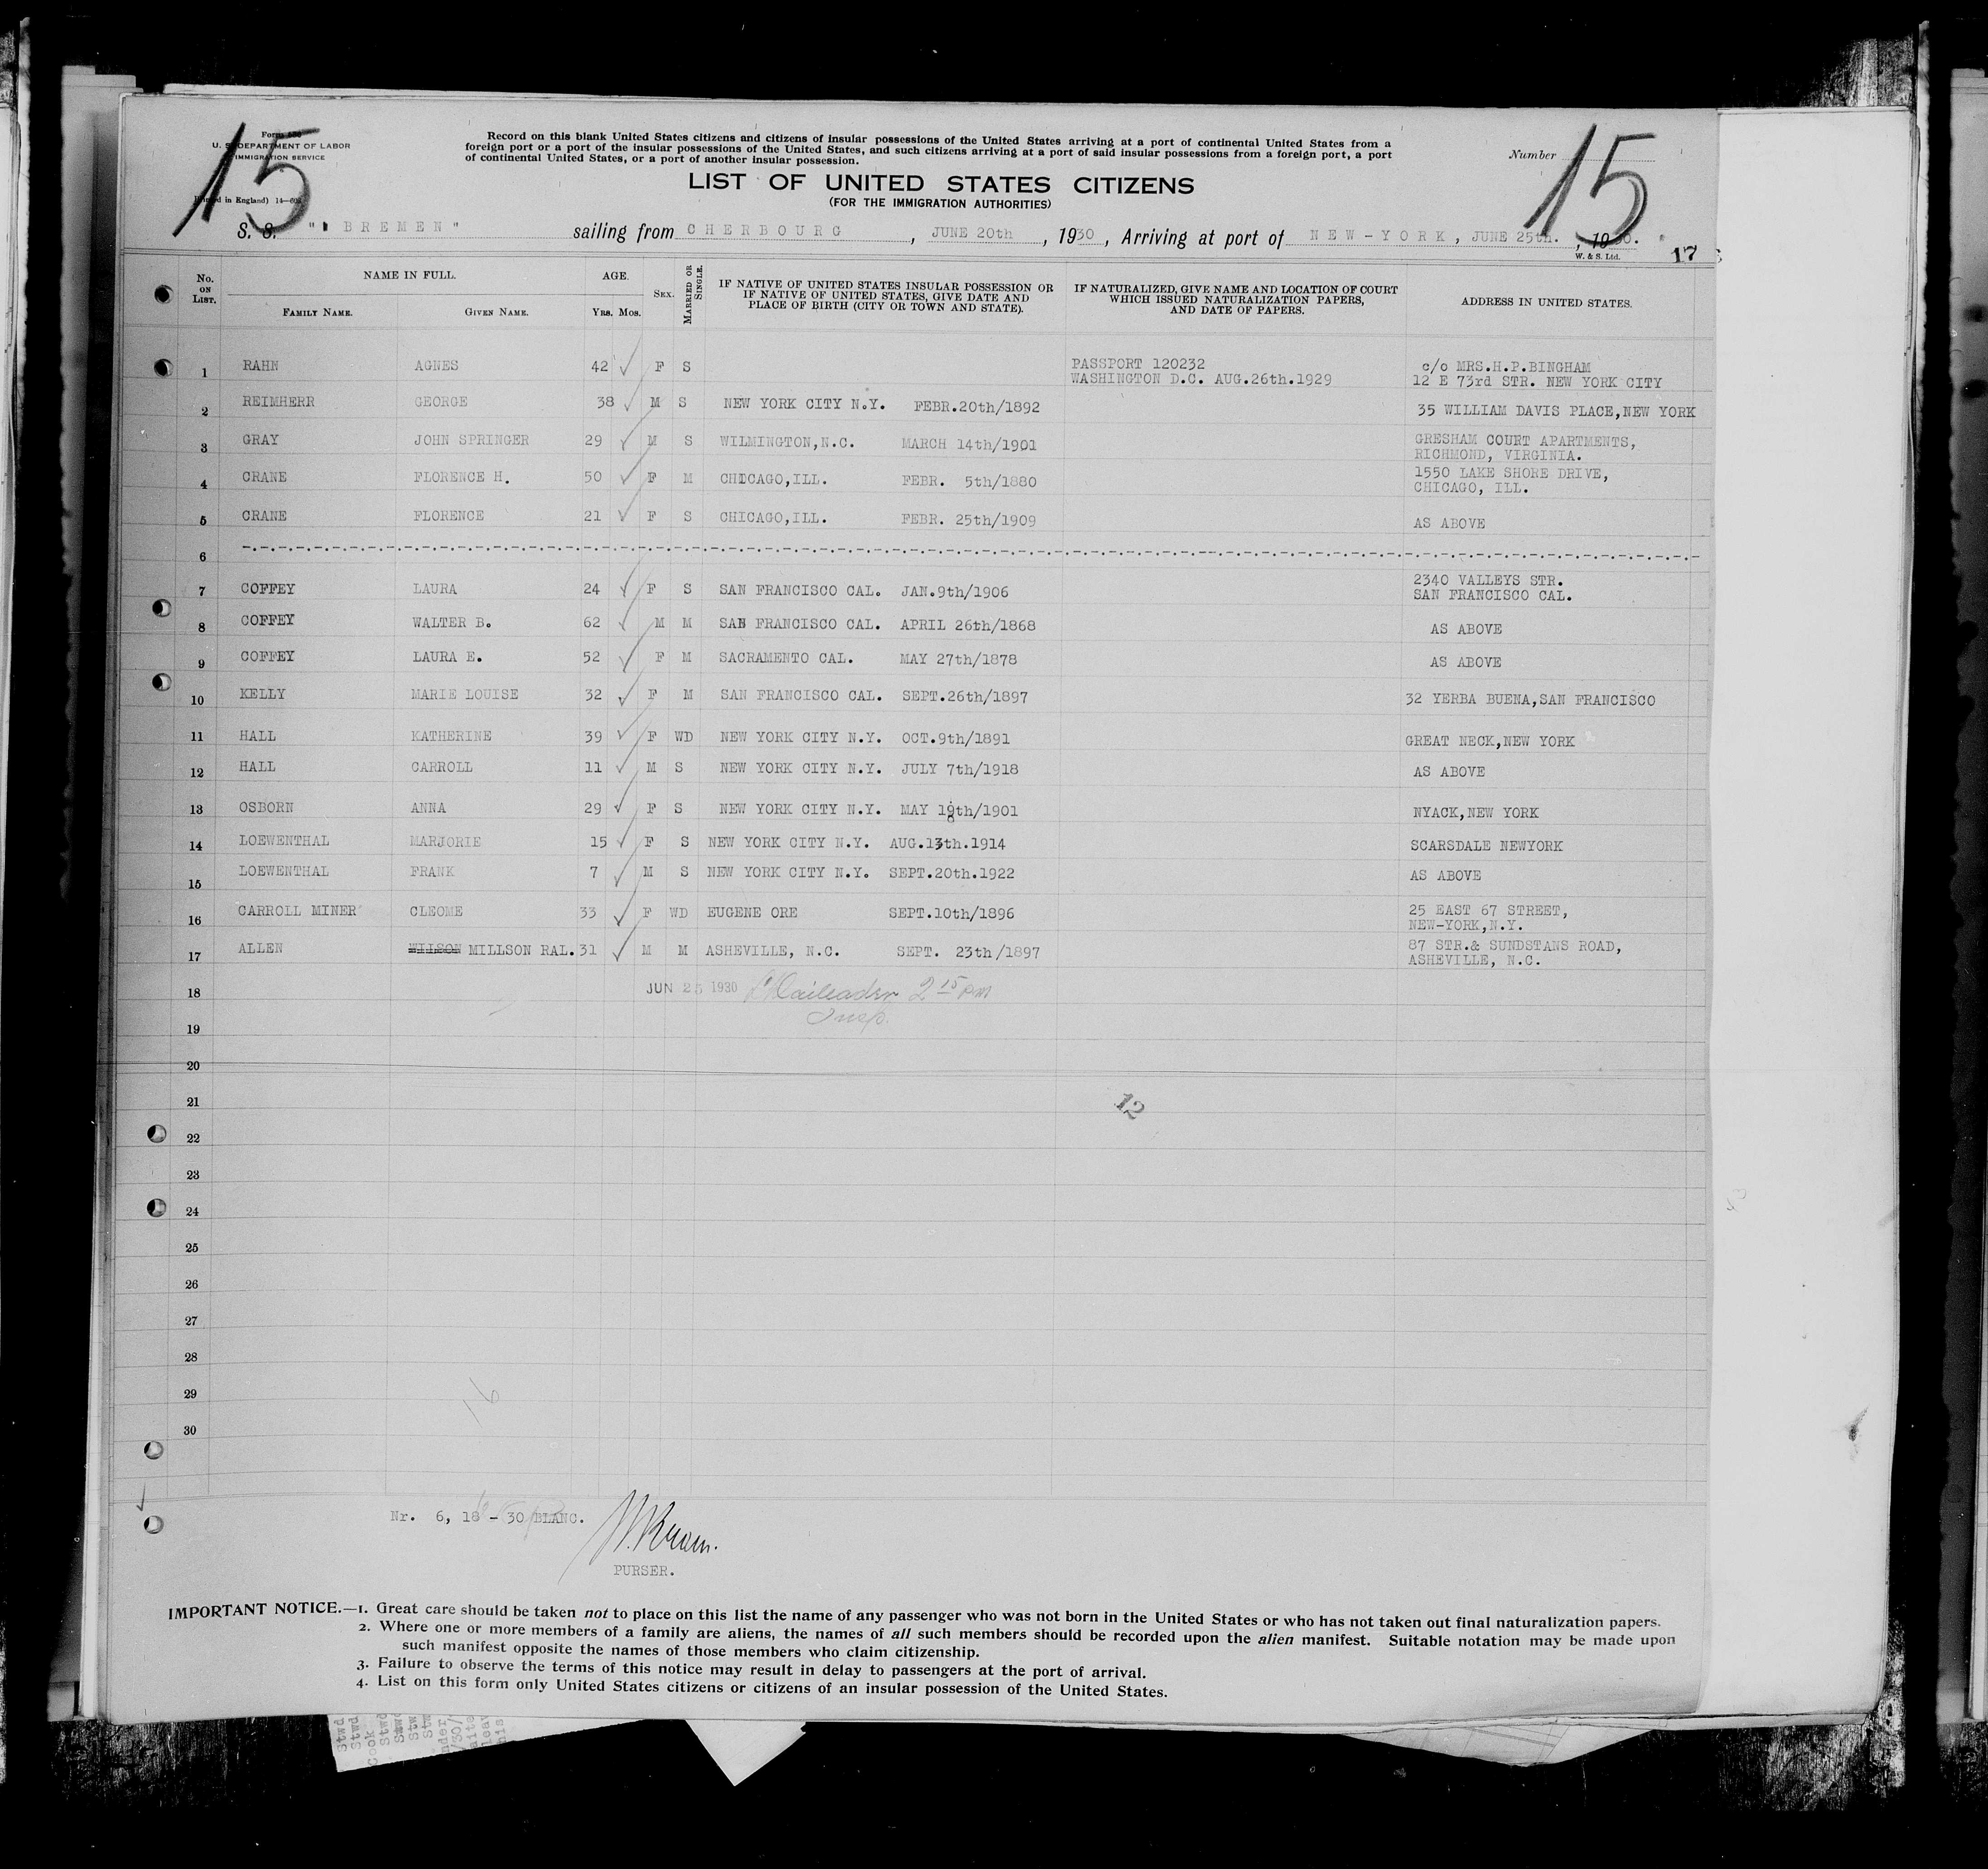 15
15
U. S. DEPARTMENT OF LABOR
IMMIGRATION SERVICE
Record on this blank United States citizens and citizens of insular possessions of the United States arriving at a port of continental United States from a
foreign port or a port of the insular possessions of the United States, and such citizens arriving at a port of said insular possessions from a foreign port, a port
of continental United States, or a port of another insular possession.
Number
LIST OF UNITED STATES CITIZENS
(FOR THE IMMIGRATION AUTHORITIES)
S. S. "BREMEN" sailing from CHERBOURG, JUNE 20th, 1930, Arriving at port of NEW-YORK, JUNE 25th., 1930.
W. & S. Ltd. 17
No. ON LIST. NAME IN FULL. FAMILY NAME. GIVEN NAME. AGE. YRS. MOS. SEX. MARRIED OR SINGLE. IF NATIVE OF UNITED STATES INSULAR POSSESSION OR IF NATIVE OF UNITED STATES, GIVE DATE AND PLACE OF BIRTH (CITY OR TOWN AND STATE). IF NATURALIZED, GIVE NAME AND LOCATION OF COURT WHICH ISSUED NATURALIZATION PAPERS, AND DATE OF PAPERS. ADDRESS IN UNITED STATES.
1 RAHN AGNES 42 F S PASSPORT 120232 WASHINGTON D.C. AUG.26th.1929 c/o MRS.H.P.BINGHAM 12 E 73rd STR. NEW YORK CITY
2 REIMHERR GEORGE 38 M S NEW YORK CITY N.Y. FEBR.20th/1892 35 WILLIAM DAVIS PLACE,NEW YORK
3 GRAY JOHN SPRINGER 29 M S WILMINGTON,N.C. MARCH 14th/1901 GRESHAM COURT APARTMENTS, RICHMOND, VIRGINIA.
4 CRANE FLORENCE H. 50 F M CHICAGO,ILL. FEBR. 5th/1880 1550 LAKE SHORE DRIVE, CHICAGO, ILL.
5 CRANE FLORENCE 21 F S CHICAGO,ILL. FEBR. 25th/1909 AS ABOVE
6
7 COFFEY LAURA 24 F S SAN FRANCISCO CAL. JAN.9th/1906 2340 VALLEYS STR. SAN FRANCISCO CAL.
8 COFFEY WALTER B. 62 M M SAN FRANCISCO CAL. APRIL 26th/1868 AS ABOVE
9 COFFEY LAURA E. 52 F M SACRAMENTO CAL. MAY 27th/1878 AS ABOVE
10 KELLY MARIE LOUISE 32 F M SAN FRANCISCO CAL. SEPT.26th/1897 32 YERBA BUENA,SAN FRANCISCO
11 HALL KATHERINE 39 F WD NEW YORK CITY N.Y. OCT.9th/1891 GREAT NECK,NEW YORK
12 HALL CARROLL 11 M S NEW YORK CITY N.Y. JULY 7th/1918 AS ABOVE
13 OSBORN ANNA 29 F S NEW YORK CITY N.Y. MAY 18th/1901 NYACK,NEW YORK
14 LOEWENTHAL MARJORIE 15 F S NEW YORK CITY N.Y. AUG.13th.1914 SCARSDALE NEWYORK
15 LOEWENTHAL FRANK 7 M S NEW YORK CITY N.Y. SEPT.20th.1922 AS ABOVE
16 CARROLL MINER CLEOME 33 F WD EUGENE ORE SEPT.10th/1896 25 EAST 67 STREET, NEW-YORK,N.Y.
17 ALLEN WILSON MILLSON RAL. 31 M M ASHEVILLE, N.C. SEPT. 23th/1897 87 STR.& SUNDSTANS ROAD, ASHEVILLE, N.C.
18 JUN 25 1930 2 15 PM
Insp.
19
20
21
12
22
23
24
25
26
27
28
29
16
30
Nr. 6, 18 - 30 BLANC.
PURSER.
IMPORTANT NOTICE.—1. Great care should be taken not to place on this list the name of any passenger who was not born in the United States or who has not taken out final naturalization papers.
2. Where one or more members of a family are aliens, the names of all such members should be recorded upon the alien manifest. Suitable notation may be made upon
such manifest opposite the names of those members who claim citizenship.
3. Failure to observe the terms of this notice may result in delay to passengers at the port of arrival.
4. List on this form only United States citizens or citizens of an insular possession of the United States.